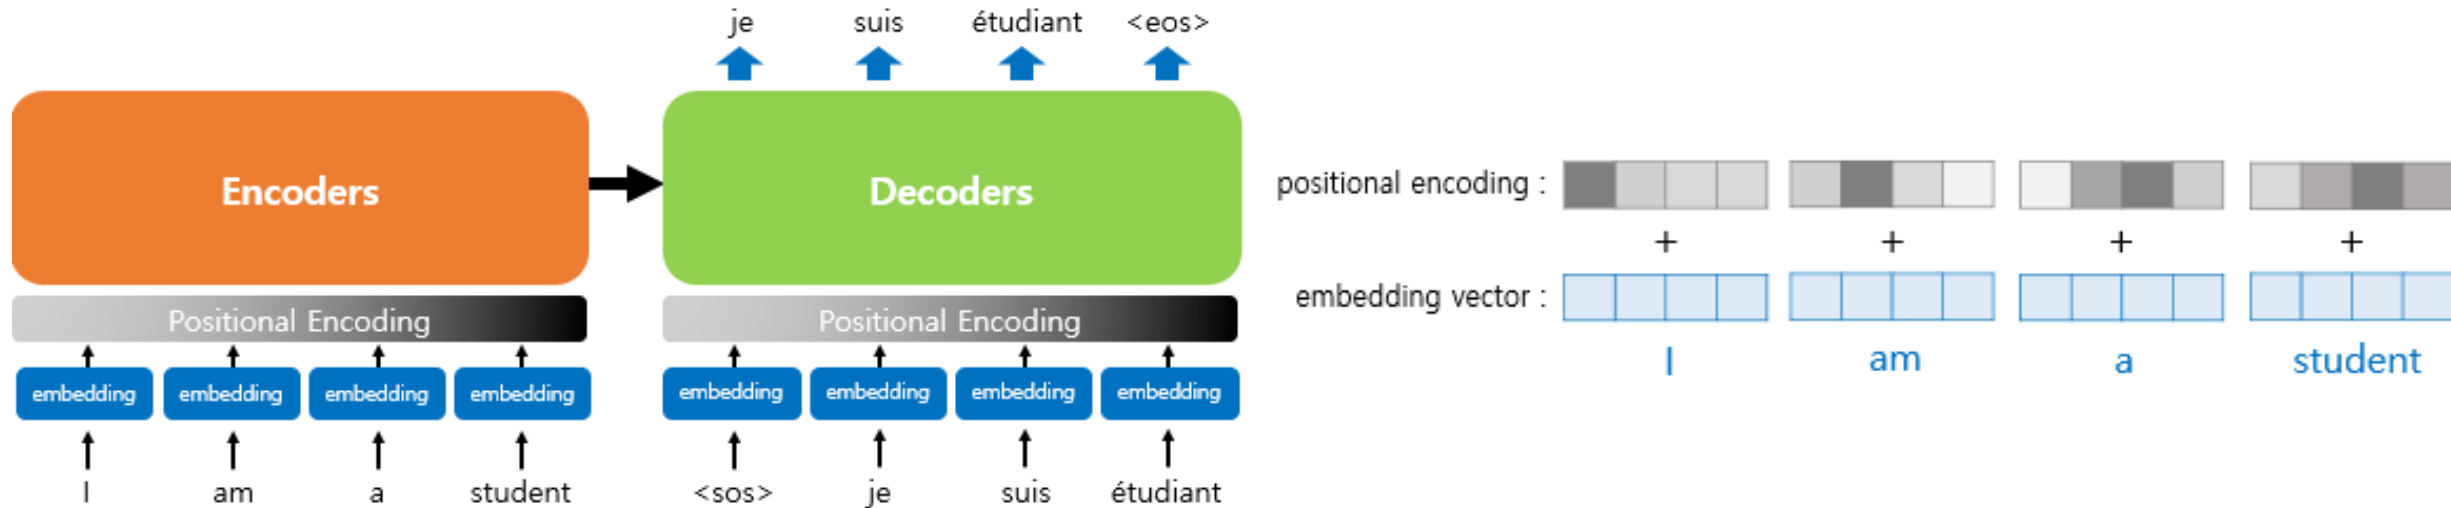 je suis étudiant <eos>
Encoders
Decoders
Positional Encoding
Positional Encoding
embedding embedding embedding embedding
embedding embedding embedding embedding
I am a student
<sos> je suis étudiant
positional encoding :
+ + + +
embedding vector :
I am a student